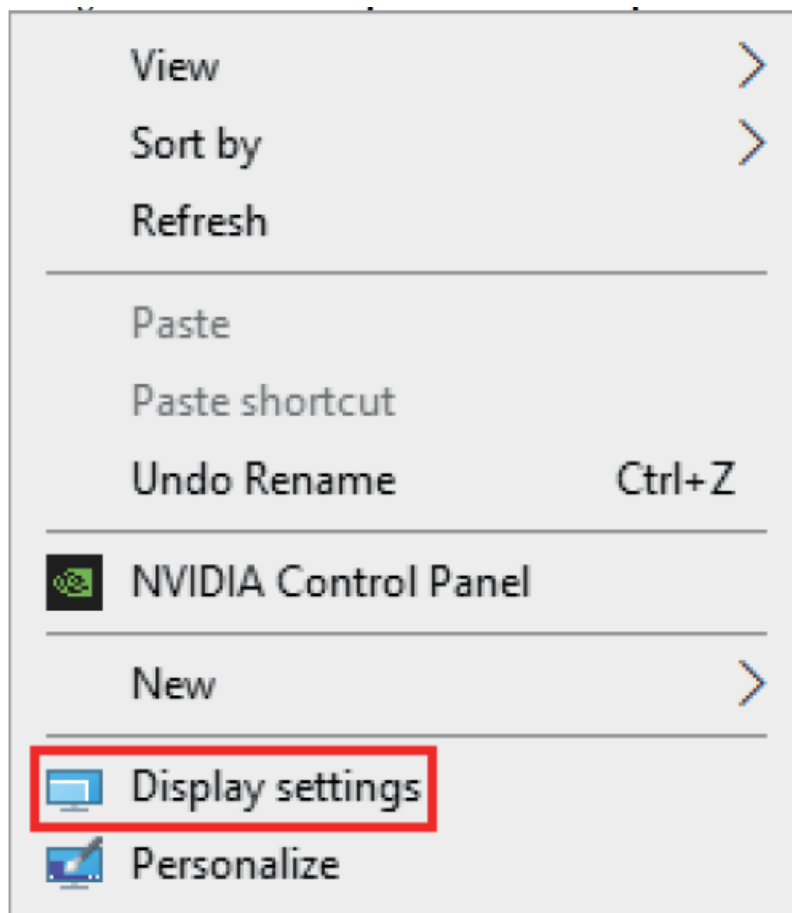 View
Sort by
Refresh
Paste
Paste shortcut
Undo Rename Ctrl+Z
NVIDIA Control Panel
New
Display settings
Personalize